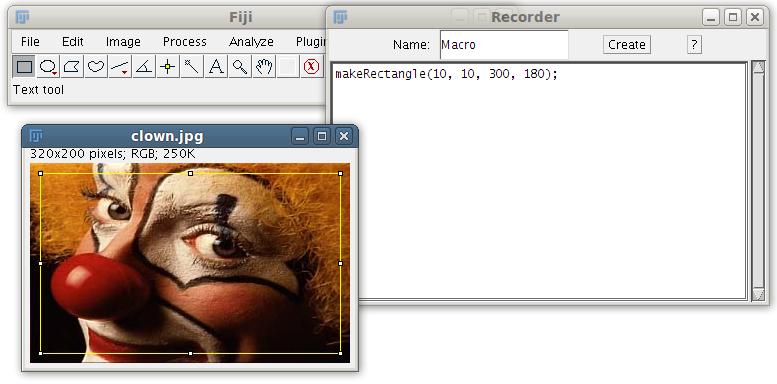 Fiji
File Edit Image Process Analyze Plugin
Text tool
Recorder
Name: Macro Create ?
makeRectangle(10, 10, 300, 180);
clown.jpg
320x200 pixels; RGB; 250K